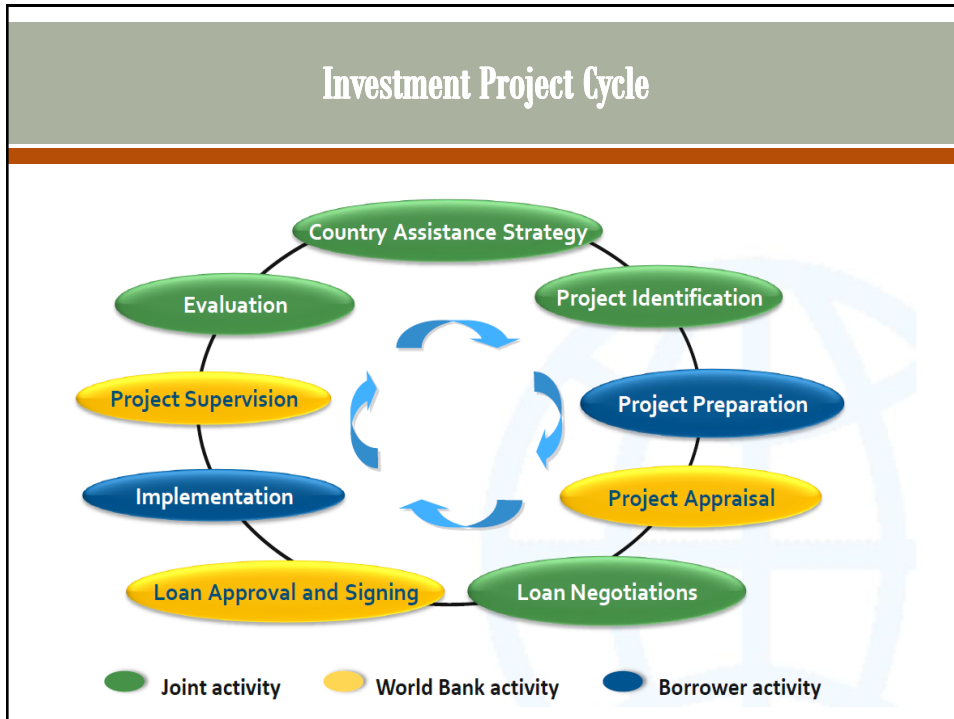 Investment Project Cycle
Country Assistance Strategy
Project Identification
Evaluation
Project Supervision
Project Preparation
Implementation
Project Appraisal
Loan Approval and Signing
Loan Negotiations
Joint activity
World Bank activity
Borrower activity